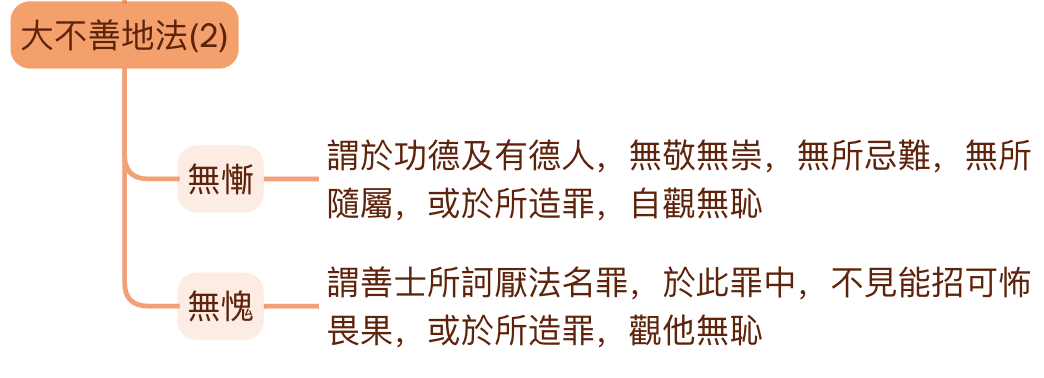 大不善地法(2)
無慚
謂於功德及有德人，無敬無崇，無所忌難，無所
隨屬，或於所造罪，自觀無恥
無愧
謂善士所訶厭法名罪，於此罪中，不見能招可怖
畏果，或於所造罪，觀他無恥